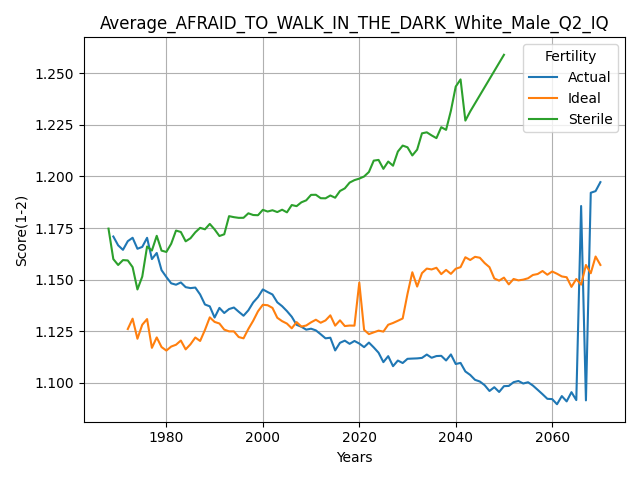 Average_AFRAID_TO_WALK_IN_THE_DARK_White_Male_Q2_IQ
Fertility
Actual
Ideal
Sterile
Score(1-2)
1.250
1.225
1.200
1.175
1.150
1.125
1.100
1980
2000
2020
2040
2060
Years